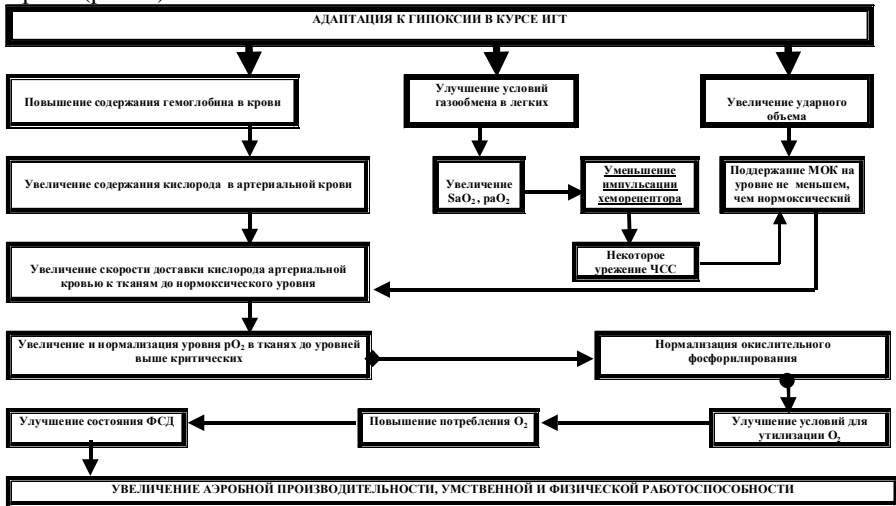 АДАПТАЦИЯ К ГИПОКСИИ В КУРСЕ ИГТ
Повышение содержания гемоглобина в крови
Улучшение условий
газообмена в легких
Увеличение ударного
объема
Увеличение содержания кислорода в артериальной крови
Увеличение
SaO₂, paO₂
Уменьшение
импульсации
хеморецептора
Поддержание МОК на
уровне не меньшем,
чем нормоксический
Увеличение скорости доставки кислорода артериальной
кровью к тканям до нормоксического уровня
Некоторое
урежение ЧСС
Увеличение и нормализация уровня pO₂ в тканях до уровней
выше критических
Нормализация окислительного
фосфорилирования
Улучшение состояния ФСД
Повышение потребления O₂
Улучшение условий для
утилизации O₂
УВЕЛИЧЕНИЕ АЭРОБНОЙ ПРОИЗВОДИТЕЛЬНОСТИ, УМСТВЕННОЙ И ФИЗИЧЕСКОЙ РАБОТОСПОСОБНОСТИ